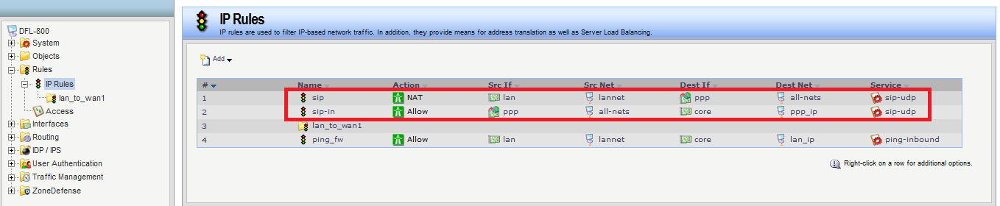 DFL-800
System
Objects
Rules
IP Rules
lan_to_wan1
Access
Interfaces
Routing
IDP / IPS
User Authentication
Traffic Management
ZoneDefense
IP Rules
IP rules are used to filter IP-based network traffic. In addition, they provide means for address translation as well as Server Load Balancing.
Add
# Name Action Src If Src Net Dest If Dest Net Service
1 sip NAT lan lannet ppp all-nets sip-udp
2 sip-in Allow ppp all-nets core ppp_ip sip-udp
3 lan_to_wan1
4 ping_fw Allow lan lannet core lan_ip ping-inbound
Right-click on a row for additional options.